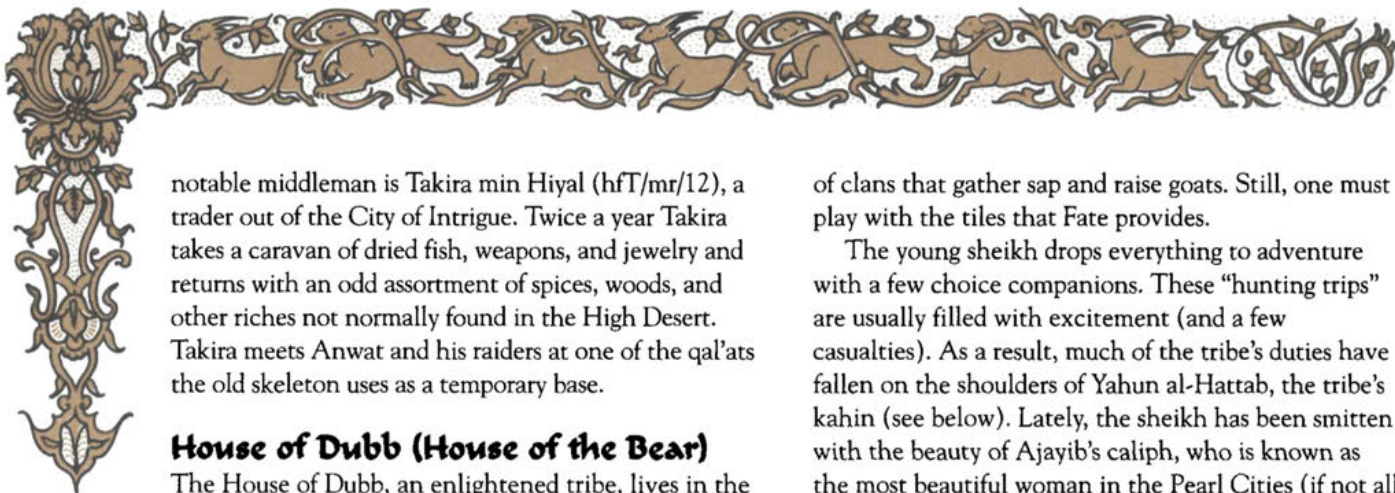 notable middleman is Takira min Hiyal (hfT/mr/12), a
trader out of the City of Intrigue. Twice a year Takira
takes a caravan of dried fish, weapons, and jewelry and
returns with an odd assortment of spices, woods, and
other riches not normally found in the High Desert.
Takira meets Anwat and his raiders at one of the qal'ats
the old skeleton uses as a temporary base.
House of Dubb (House of the Bear)
The House of Dubb, an enlightened tribe, lives in the
of clans that gather sap and raise goats. Still, one must
play with the tiles that Fate provides.
The young sheikh drops everything to adventure
with a few choice companions. These “hunting trips”
are usually filled with excitement (and a few
casualties). As a result, much of the tribe's duties have
fallen on the shoulders of Yahun al-Hattab, the tribe's
kahin (see below). Lately, the sheikh has been smitten
with the beauty of Ajayib's caliph, who is known as
the most beautiful woman in the Pearl Cities (if not all